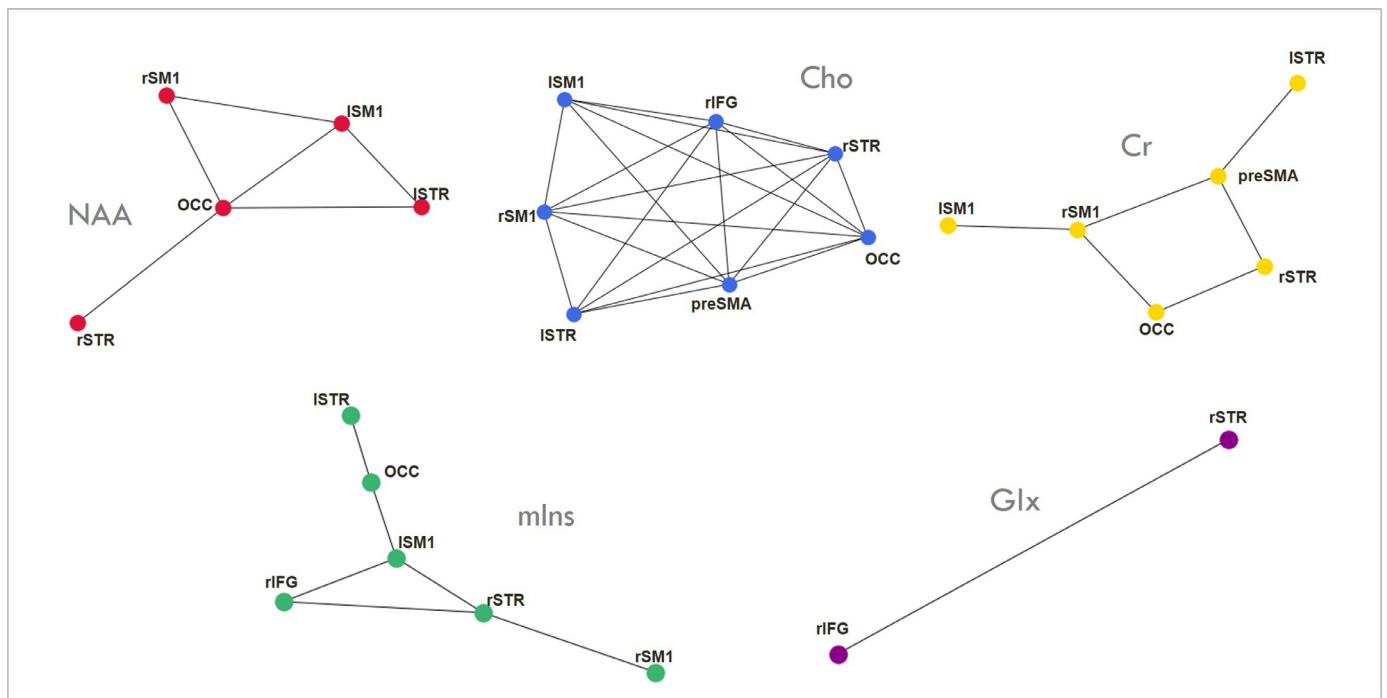 NAA
rSM1
lSM1
OCC
lSTR
rSTR
Cho
lSM1
rIFG
rSTR
rSM1
OCC
preSMA
lSTR
Cr
lSTR
preSMA
lSM1
rSM1
rSTR
OCC
mIns
lSTR
OCC
lSM1
rIFG
rSTR
rSM1
Glx
rSTR
rIFG